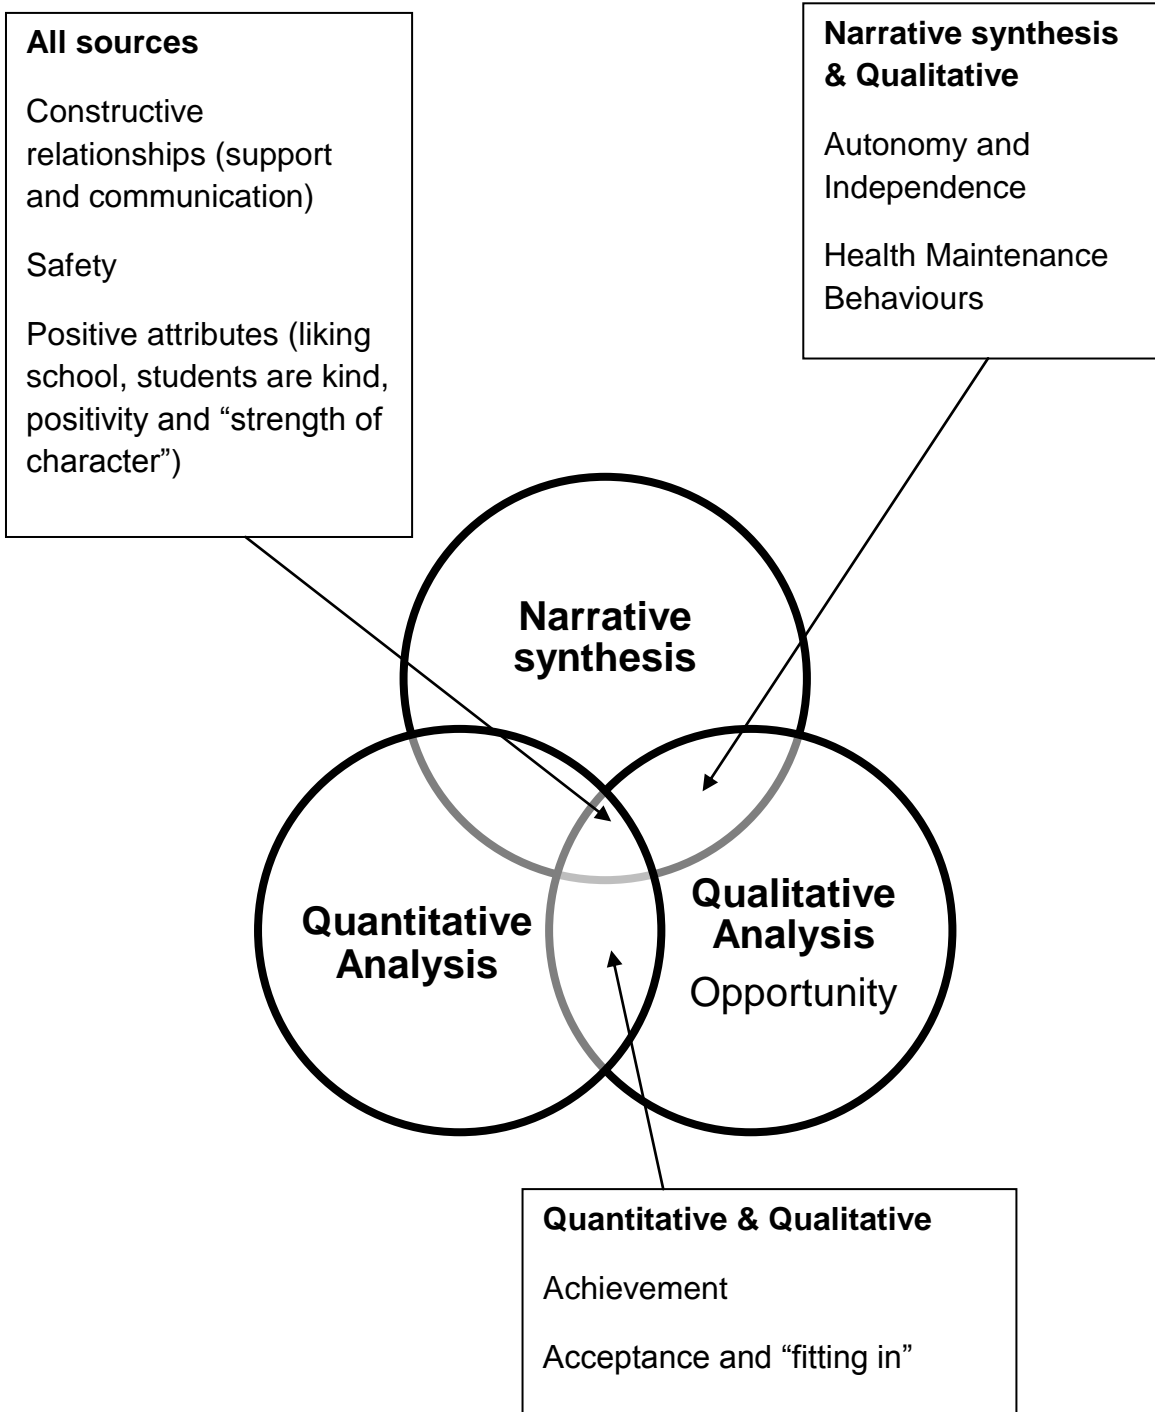 All sources
Constructive
relationships (support
and communication)
Safety
Positive attributes (liking
school, students are kind,
positivity and “strength of
character”)
Narrative synthesis
& Qualitative
Autonomy and
Independence
Health Maintenance
Behaviours
Narrative
synthesis
Quantitative
Analysis
Qualitative
Analysis
Opportunity
Quantitative & Qualitative
Achievement
Acceptance and “fitting in”